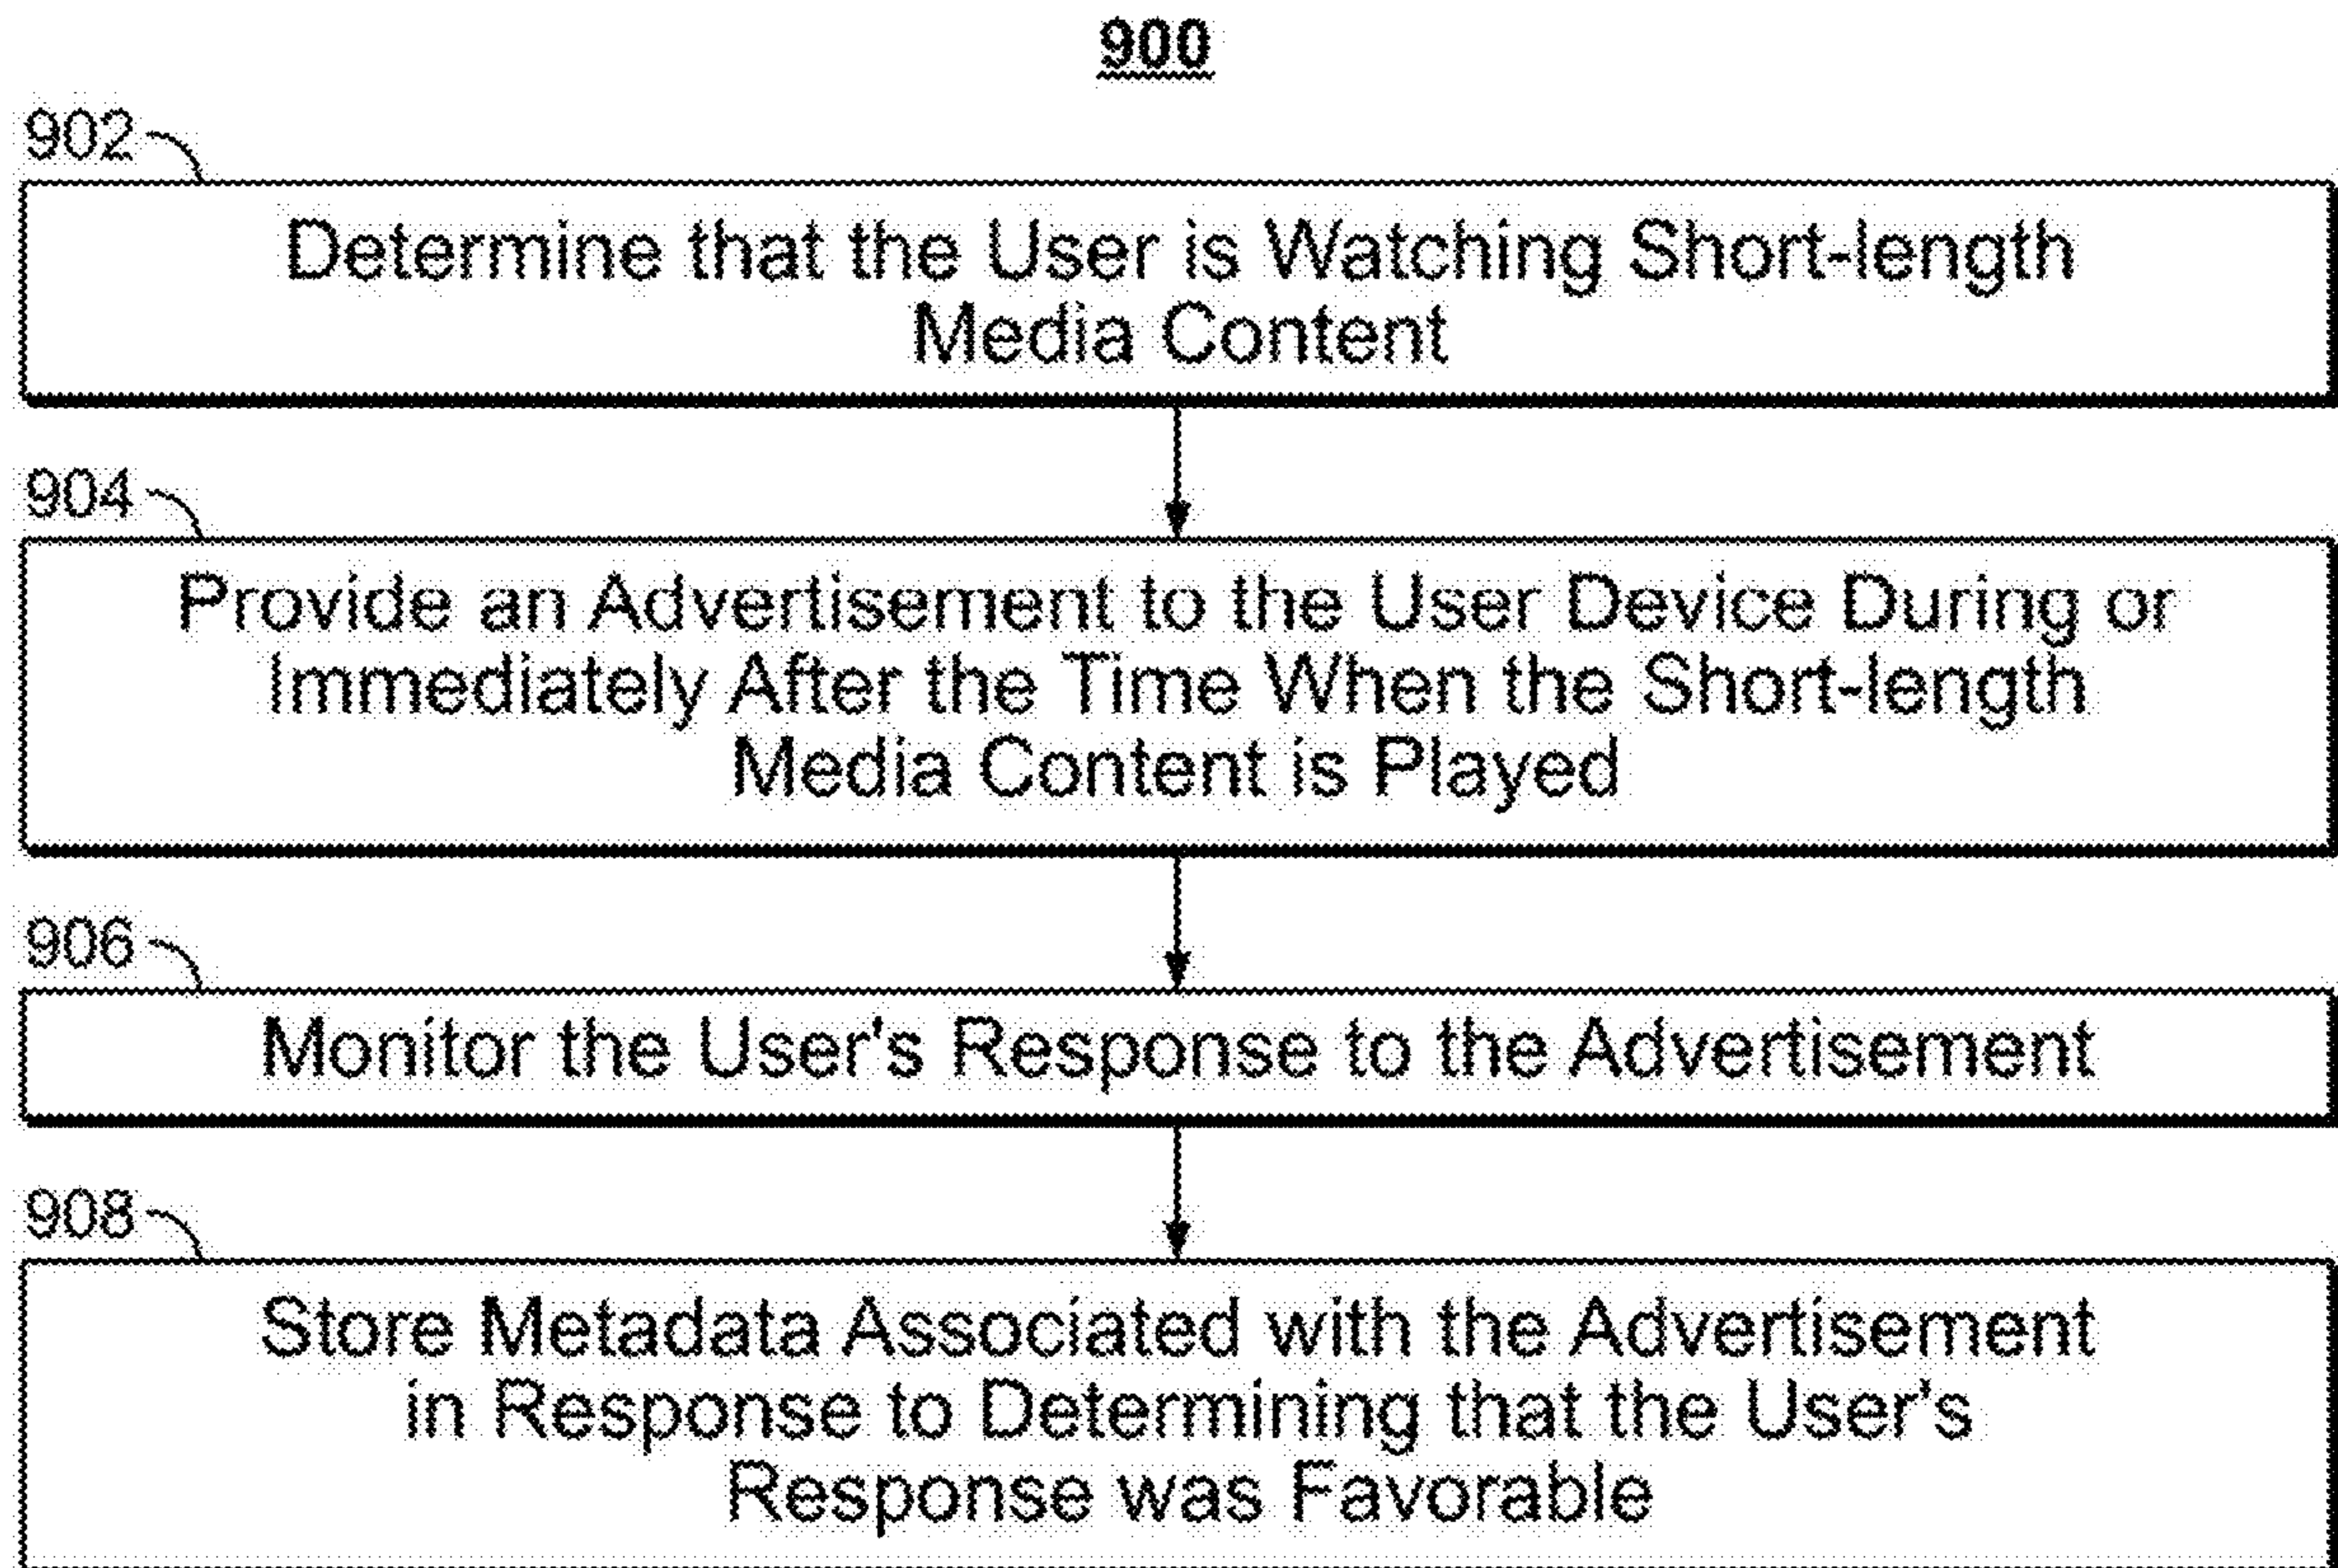 900
902
Determine that the User is Watching Short-length
Media Content
904
Provide an Advertisement to the User Device During or
Immediately After the Time When the Short-length
Media Content is Played
906
Monitor the User's Response to the Advertisement
908
Store Metadata Associated with the Advertisement
in Response to Determining that the User's
Response was Favorable